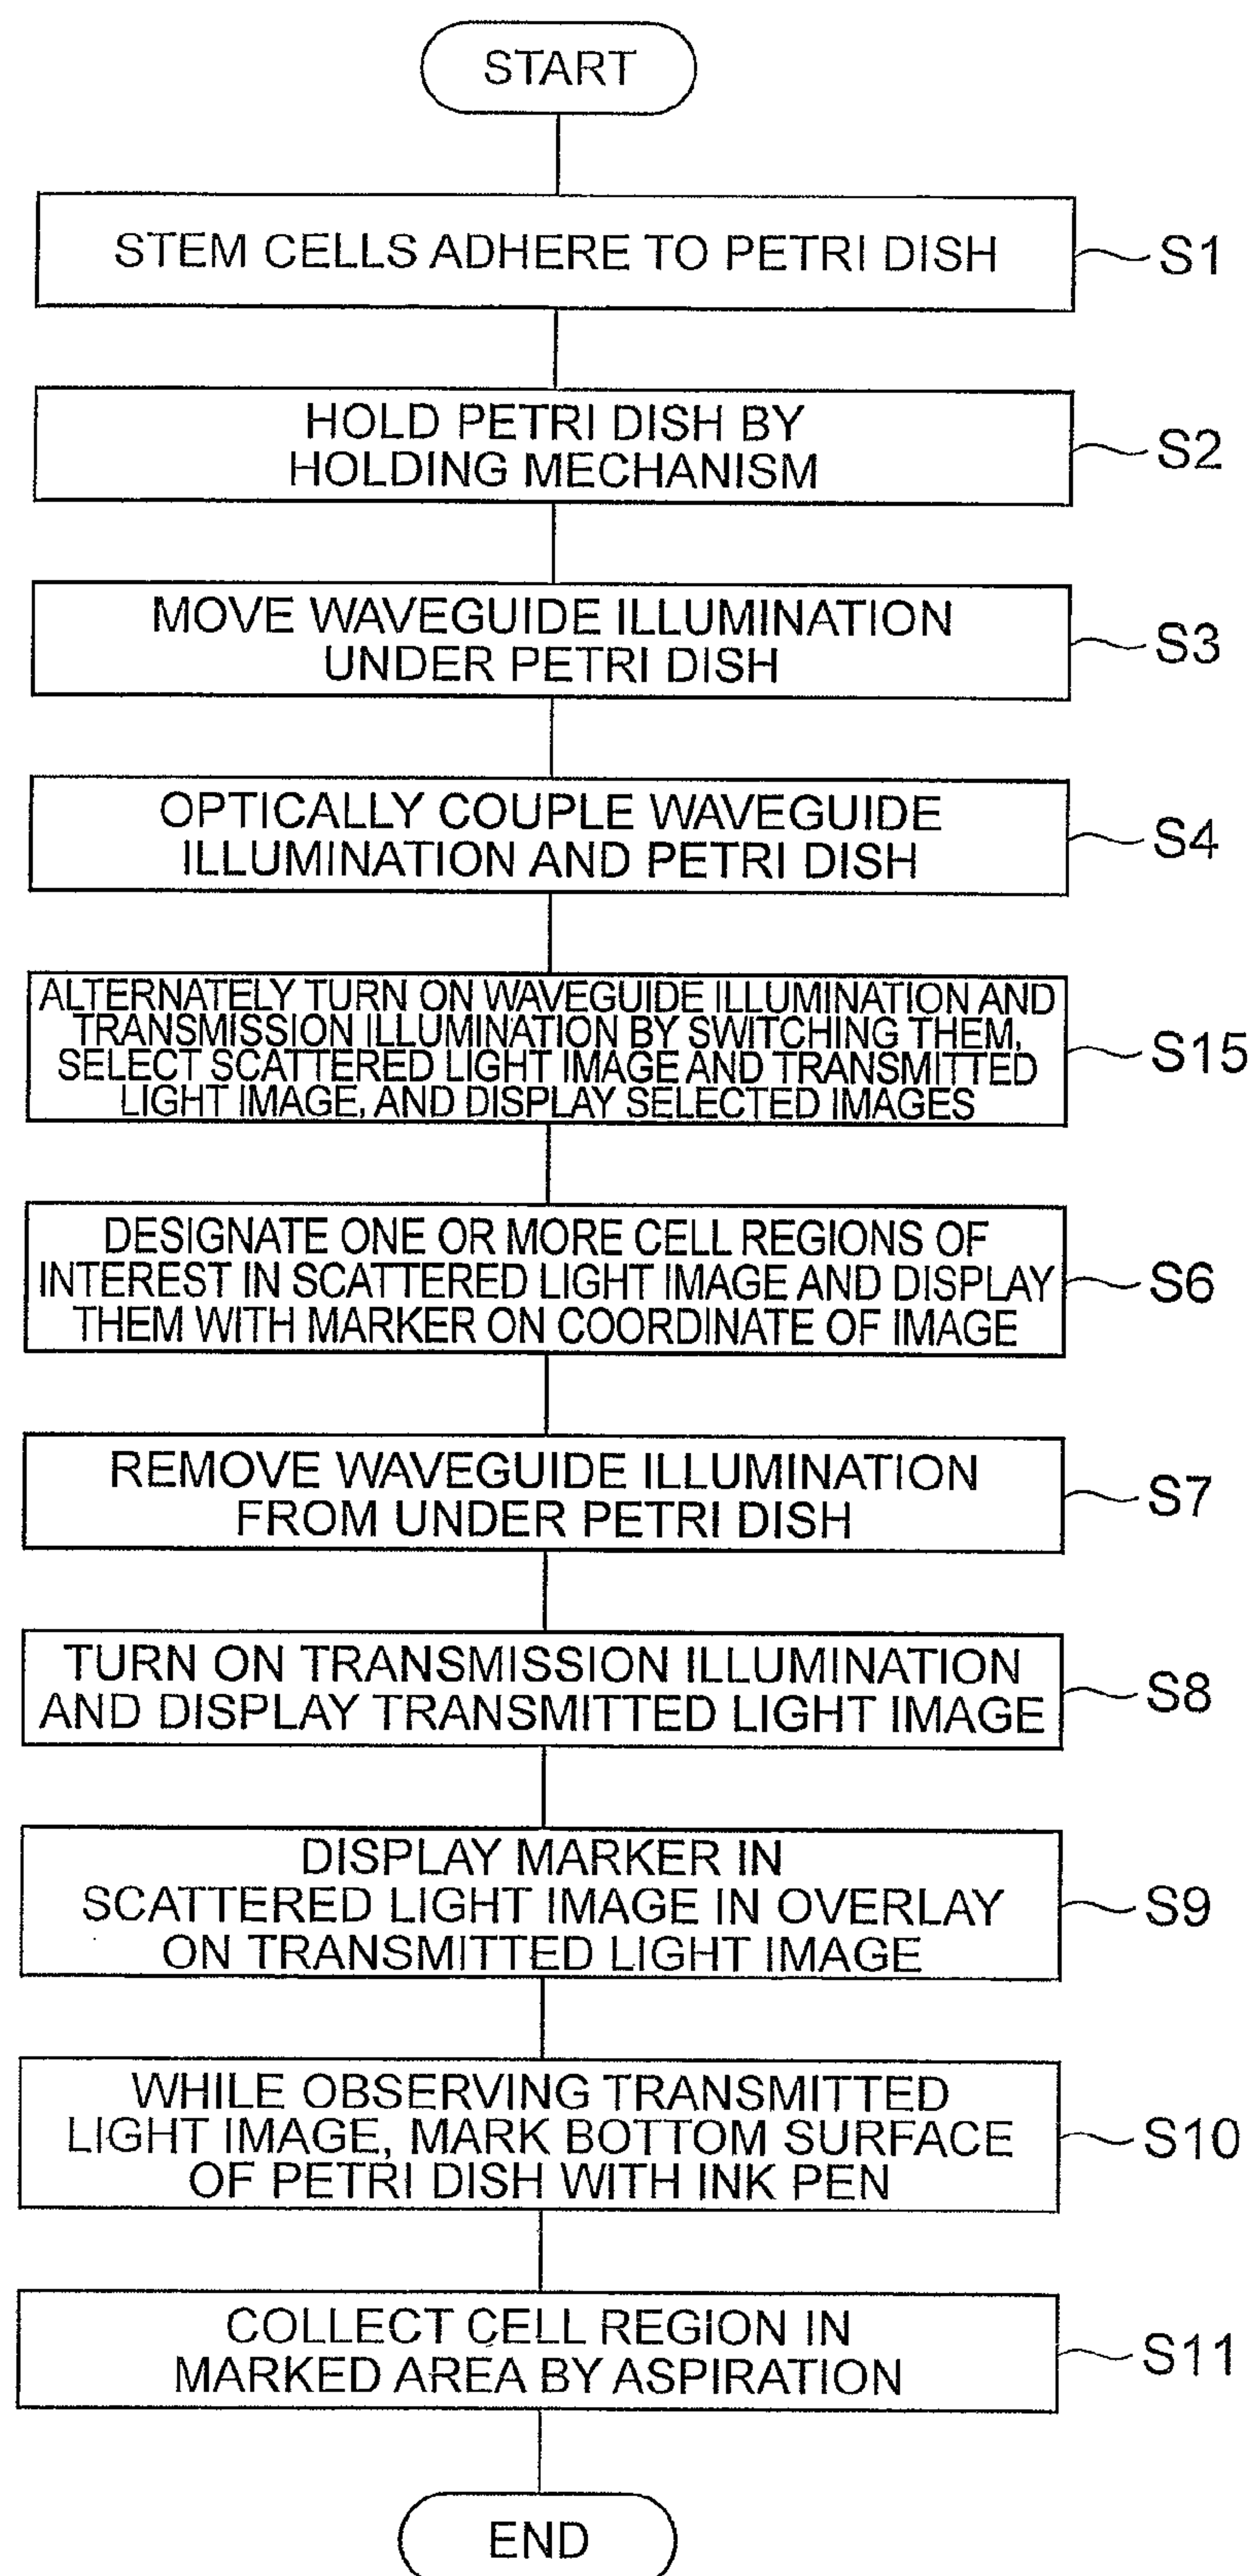 START
STEM CELLS ADHERE TO PETRI DISH
S1
HOLD PETRI DISH BY
HOLDING MECHANISM
S2
MOVE WAVEGUIDE ILLUMINATION
UNDER PETRI DISH
S3
OPTICALLY COUPLE WAVEGUIDE
ILLUMINATION AND PETRI DISH
S4
ALTERNATELY TURN ON WAVEGUIDE ILLUMINATION AND
TRANSMISSION ILLUMINATION BY SWITCHING THEM,
SELECT SCATTERED LIGHT IMAGE AND TRANSMITTED
LIGHT IMAGE, AND DISPLAY SELECTED IMAGES
S15
DESIGNATE ONE OR MORE CELL REGIONS OF
INTEREST IN SCATTERED LIGHT IMAGE AND DISPLAY
THEM WITH MARKER ON COORDINATE OF IMAGE
S6
REMOVE WAVEGUIDE ILLUMINATION
FROM UNDER PETRI DISH
S7
TURN ON TRANSMISSION ILLUMINATION
AND DISPLAY TRANSMITTED LIGHT IMAGE
S8
DISPLAY MARKER IN
SCATTERED LIGHT IMAGE IN OVERLAY
ON TRANSMITTED LIGHT IMAGE
S9
WHILE OBSERVING TRANSMITTED
LIGHT IMAGE, MARK BOTTOM SURFACE
OF PETRI DISH WITH INK PEN
S10
COLLECT CELL REGION IN
MARKED AREA BY ASPIRATION
S11
END